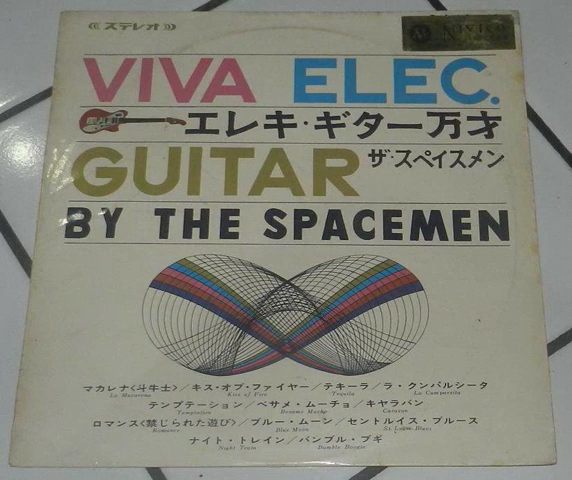 ステレオ
NIVICO
VIVA ELEC.
エレキ・ギター万才
GUITAR ザ・スペイスメン
BY THE SPACEMEN
マカレナ〈斗牛士〉/キス・オブ・ファイヤー/テキーラ/ラ・クンパルシータ
La Macarena Kiss of Fire Tequila La Cumparsita
テンプテーション/ベサメ・ムーチョ/キャラバン
Temptation Besame Mucho Caravan
ロマンス〈禁じられた遊び〉/ブルー・ムーン/セントルイス・ブルース
Romance Blue Moon St. Louis Blues
ナイト・トレイン/バンブル・ブギ
Night Train Bumble Boogie